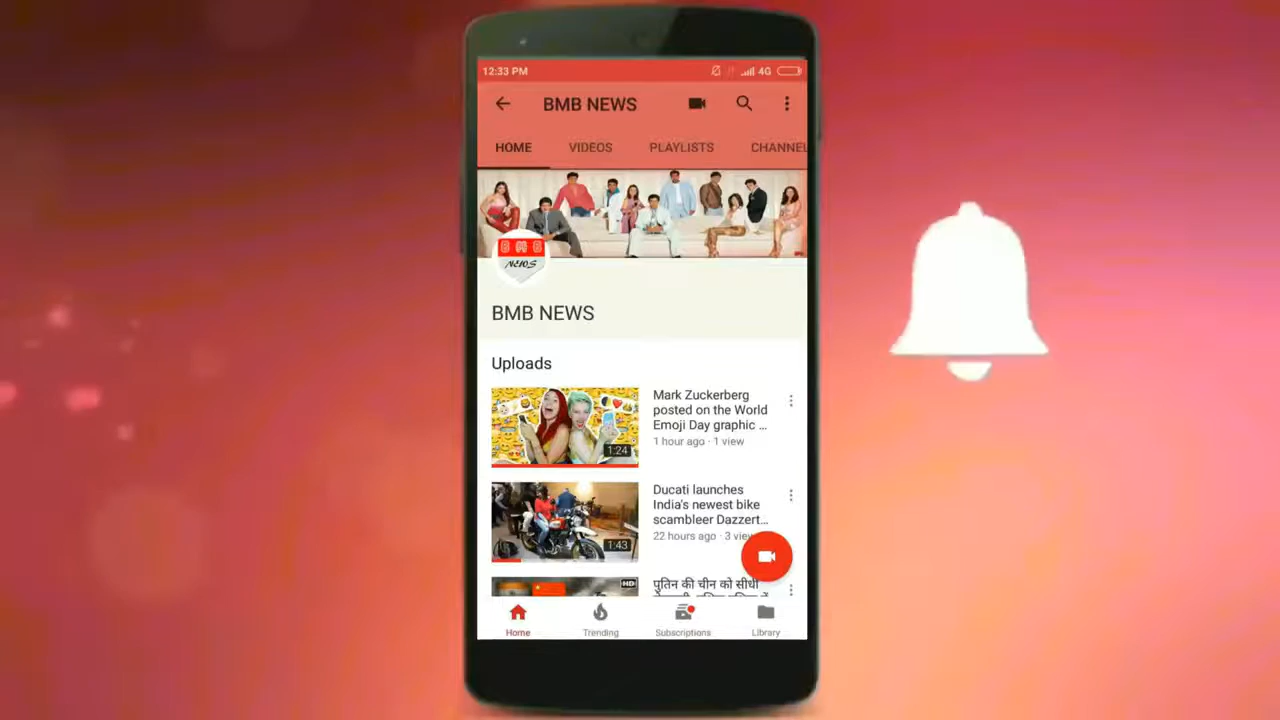 12:33 PM
4G
BMB NEWS
HOME VIDEOS PLAYLISTS CHANNEL
BMB
NEWS
BMB NEWS
Uploads
Mark Zuckerberg
posted on the World
Emoji Day graphic ...
1 hour ago · 1 view
1:24
Ducati launches
India's newest bike
scambleer Dazzert...
22 hours ago · 3 view
1:43
HD
पुतिन की चीन को सीधी
Home Trending Subscriptions Library